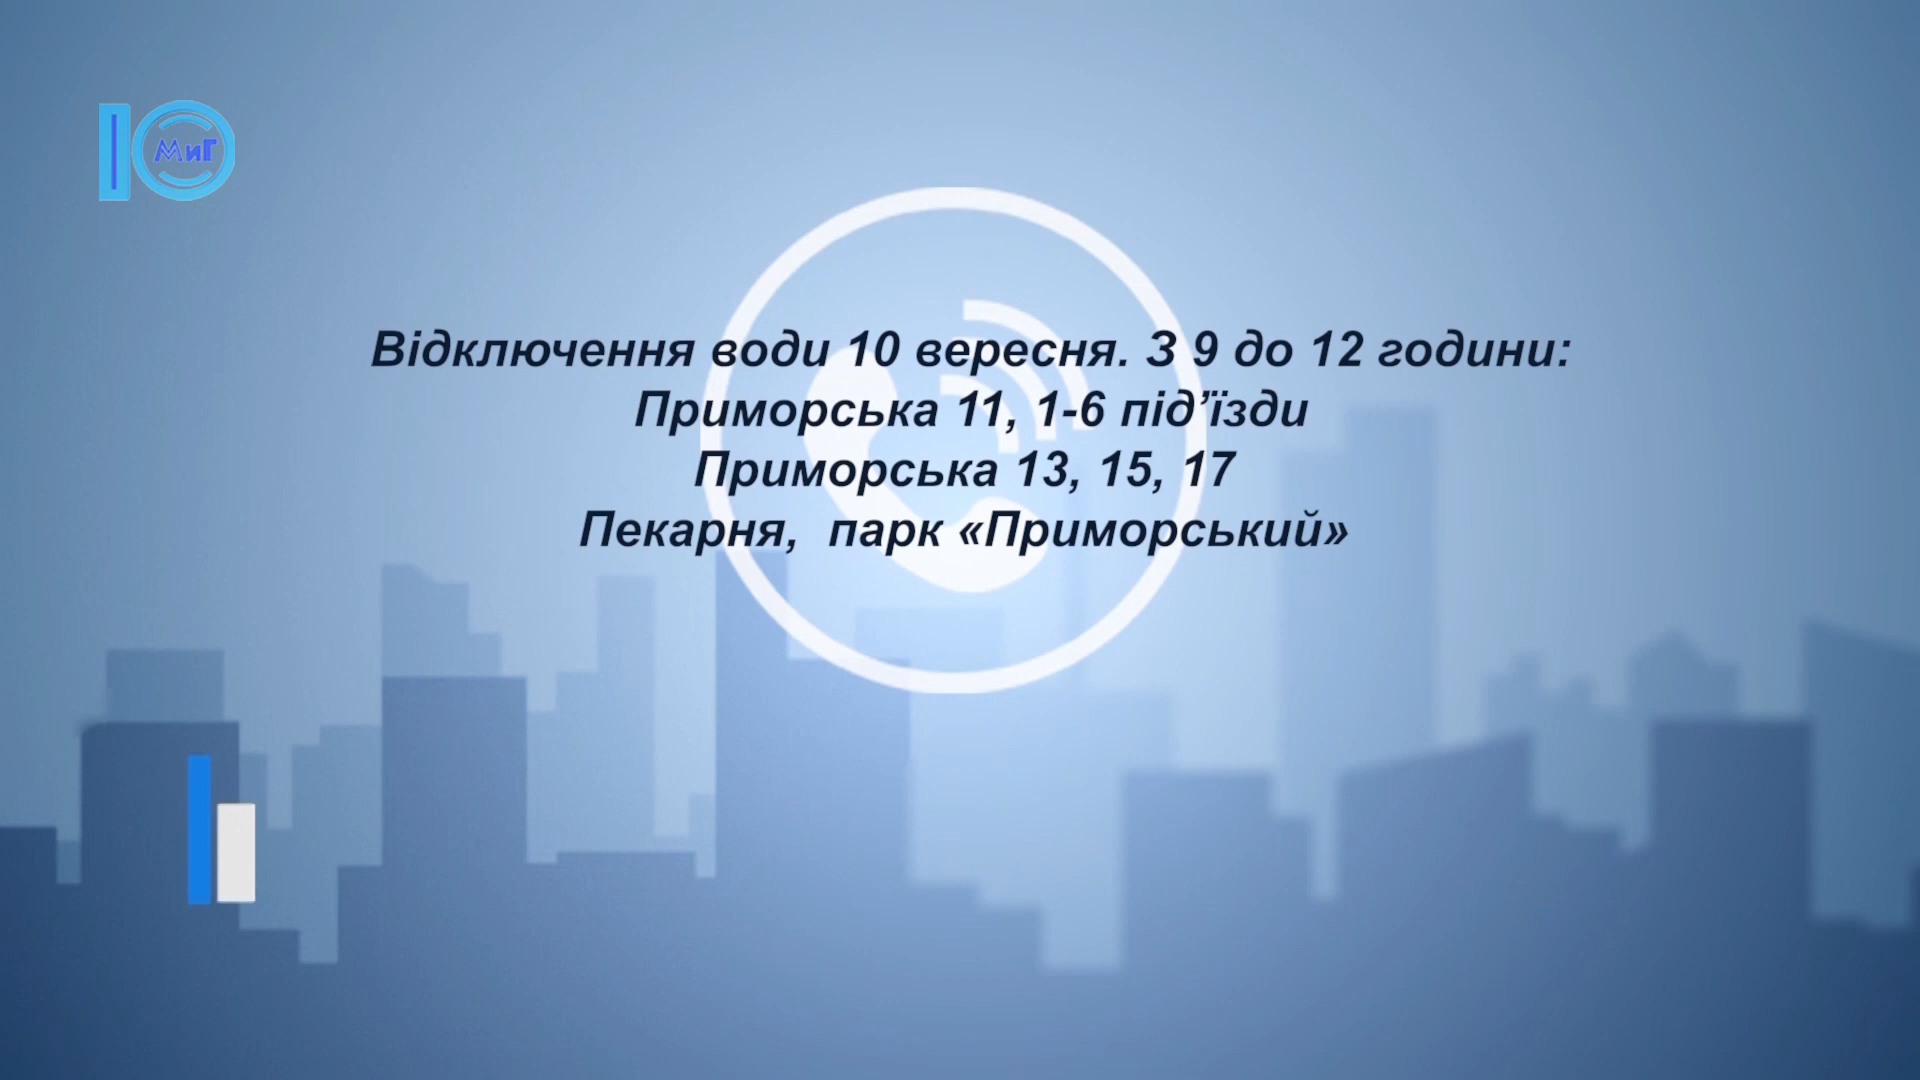 МиГ
Відключення води 10 вересня. З 9 до 12 години:
Приморська 11, 1-6 під’їзди
Приморська 13, 15, 17
Пекарня,  парк «Приморський»